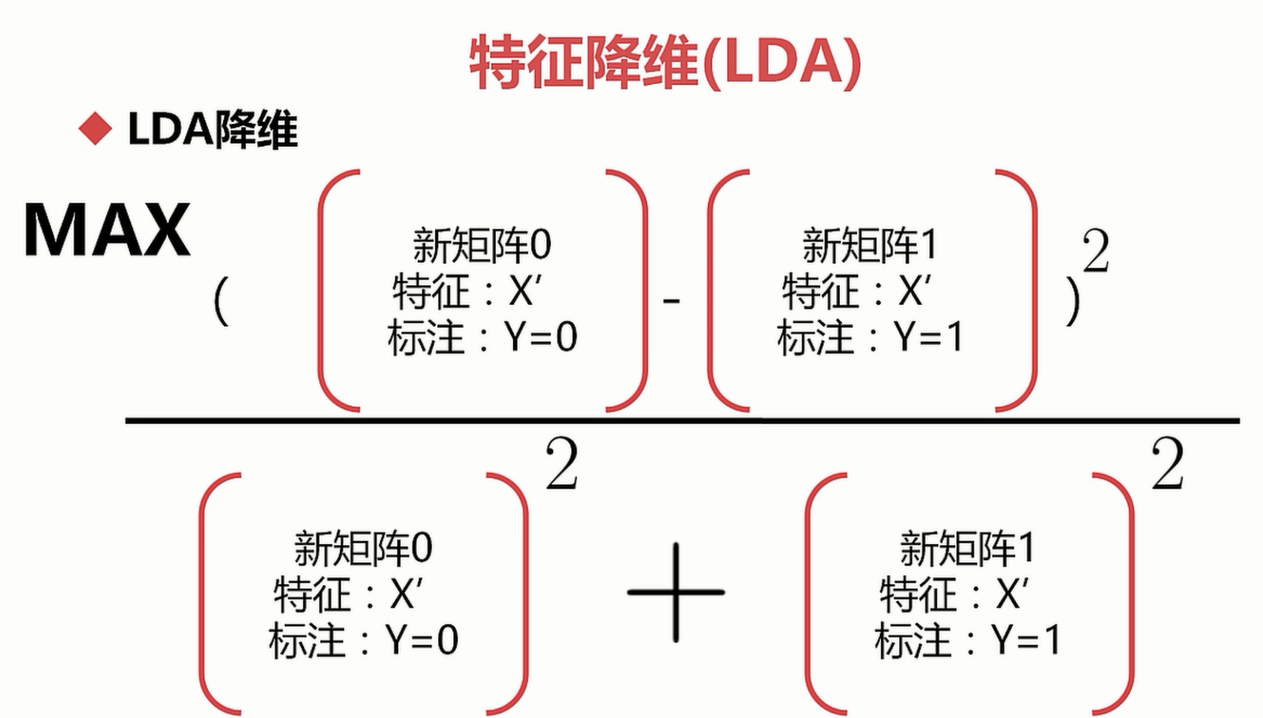 特征降维(LDA)
LDA降维
MAX
(
新矩阵0
特征：X′
标注：Y=0
-
新矩阵1
特征：X′
标注：Y=1
)
2
新矩阵0
特征：X′
标注：Y=0
2
+
新矩阵1
特征：X′
标注：Y=1
2